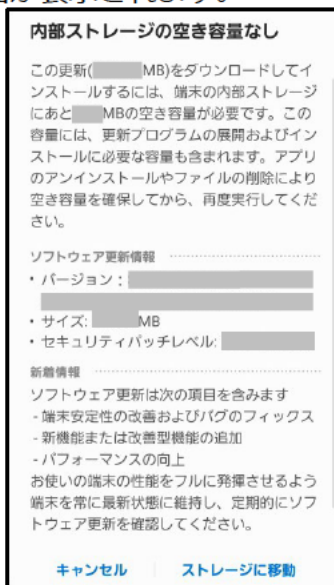 内部ストレージの空き容量なし
この更新( MB)をダウンロードしてイ
ンストールするには、端末の内部ストレージ
にあと MBの空き容量が必要です。この
容量には、更新プログラムの展開およびイン
ストールに必要な容量も含まれます。アプリ
のアンインストールやファイルの削除により
空き容量を確保してから、再度実行してくだ
さい。
ソフトウェア更新情報
・バージョン：
・サイズ: MB
・セキュリティパッチレベル:
新着情報
ソフトウェア更新は次の項目を含みます
- 端末安定性の改善およびバグのフィックス
- 新機能または改善型機能の追加
- パフォーマンスの向上
お使いの端末の性能をフルに発揮させるよう
端末を常に最新状態に維持し、定期的にソフ
トウェア更新を確認してください。
キャンセル ストレージに移動